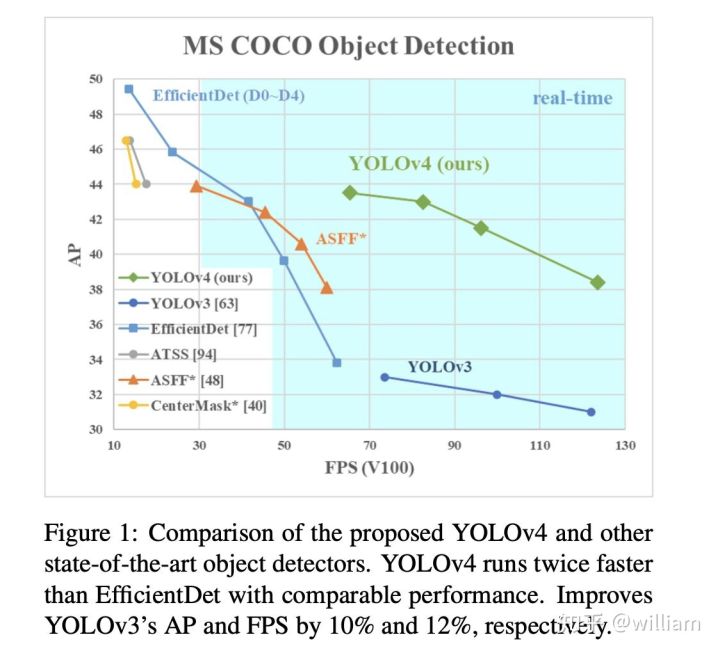 MS COCO Object Detection
50
48
46
44
42
40
38
36
34
32
30
AP
EfficientDet (D0~D4)
real-time
YOLOv4 (ours)
ASFF*
YOLOv3
YOLOv4 (ours)
YOLOv3 [63]
EfficientDet [77]
ATSS [94]
ASFF* [48]
CenterMask* [40]
10 30 50 70 90 110 130
FPS (V100)
Figure 1: Comparison of the proposed YOLOv4 and other
state-of-the-art object detectors. YOLOv4 runs twice faster
than EfficientDet with comparable performance. Improves
YOLOv3's AP and FPS by 10% and 12%, respectively.
知乎 @william